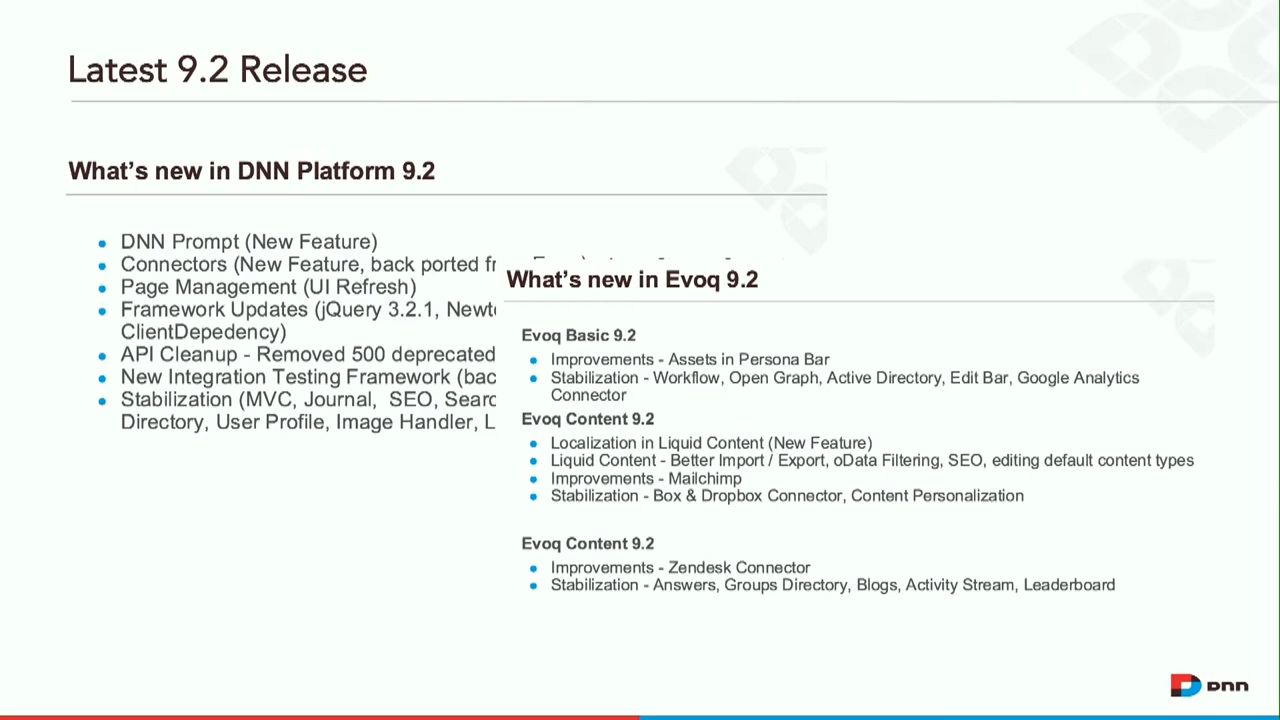 Latest 9.2 Release
What's new in DNN Platform 9.2
DNN Prompt (New Feature)
Connectors (New Feature, back ported
Page Management (UI Refresh)
Framework Updates (jQuery 3.2.1,
ClientDepedency)
API Cleanup - Removed 500 deprecated
New Integration Testing Framework
Stabilization (MVC, Journal, SEO,
Directory, User Profile, Image Handler,
What's new in Evoq 9.2
Evoq Basic 9.2
Improvements - Assets in Persona Bar
Stabilization - Workflow, Open Graph, Active Directory, Edit Bar, Google Analytics
Connector
Evoq Content 9.2
Localization in Liquid Content (New Feature)
Liquid Content - Better Import / Export, oData Filtering, SEO, editing default content types
Improvements - Mailchimp
Stabilization - Box & Dropbox Connector, Content Personalization
Evoq Content 9.2
Improvements - Zendesk Connector
Stabilization - Answers, Groups Directory, Blogs, Activity Stream, Leaderboard
DNN